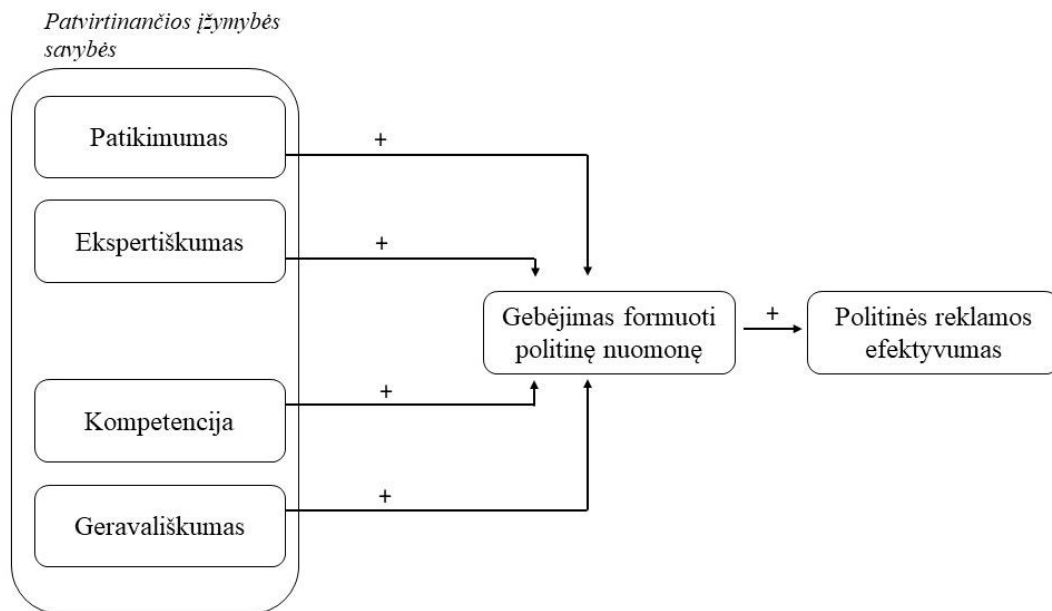 Patvirtinančios įžymybės
savybės
Patikimumas
+
Ekspertiškumas
+
Gebėjimas formuoti
politinę nuomonę
+
Politinės reklamos
efektyvumas
Kompetencija
+
Geravališkumas
+